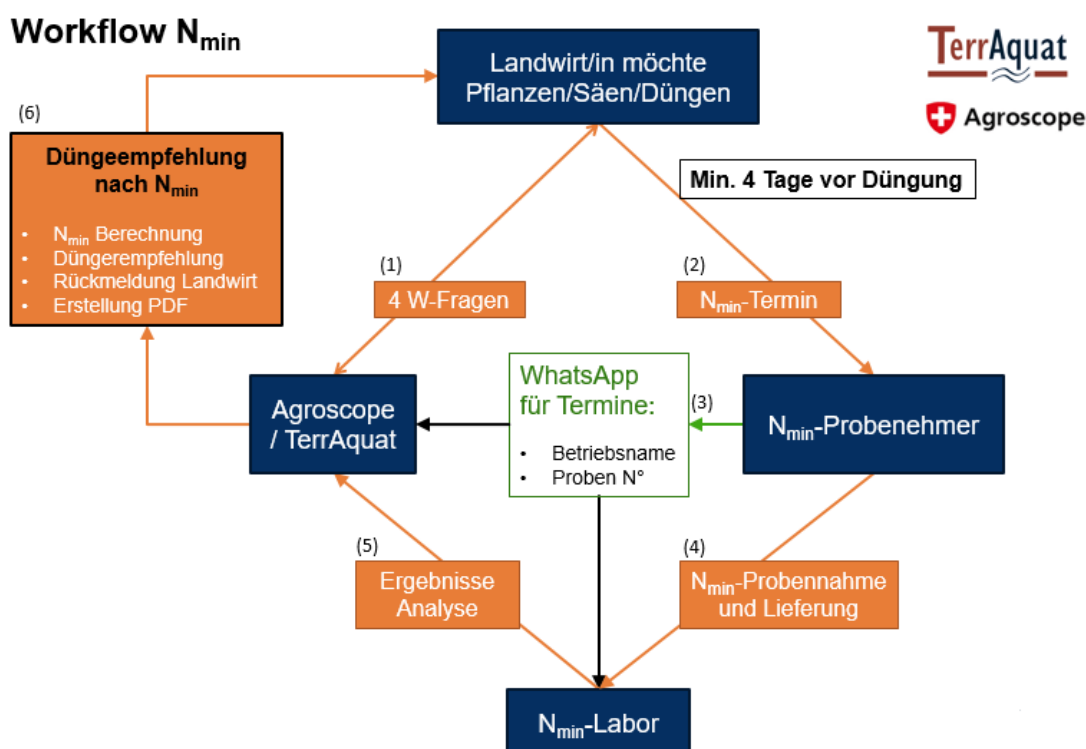 Workflow Nmin
TerrAquat
Agroscope
Landwirt/in möchte
Pflanzen/Säen/Düngen
(6)
Düngeempfehlung
nach Nmin
• Nmin Berechnung
• Düngerempfehlung
• Rückmeldung Landwirt
• Erstellung PDF
Min. 4 Tage vor Düngung
(1)
4 W-Fragen
(2)
Nmin-Termin
Agroscope
/ TerrAquat
WhatsApp
für Termine:
• Betriebsname
• Proben N°
(3)
Nmin-Probenehmer
(5)
Ergebnisse
Analyse
(4)
Nmin-Probennahme
und Lieferung
Nmin-Labor